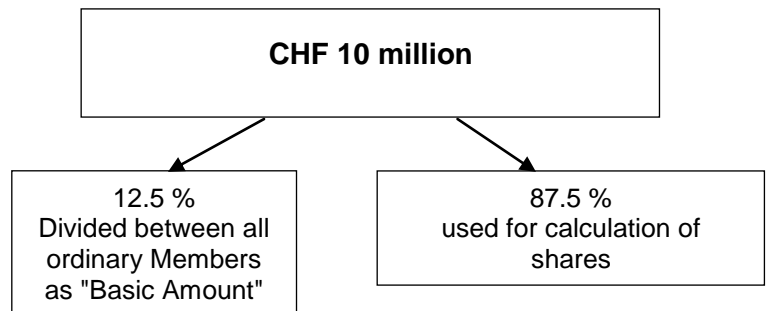 CHF 10 million
12.5 %
Divided between all
ordinary Members
as "Basic Amount"
87.5 %
used for calculation of
shares